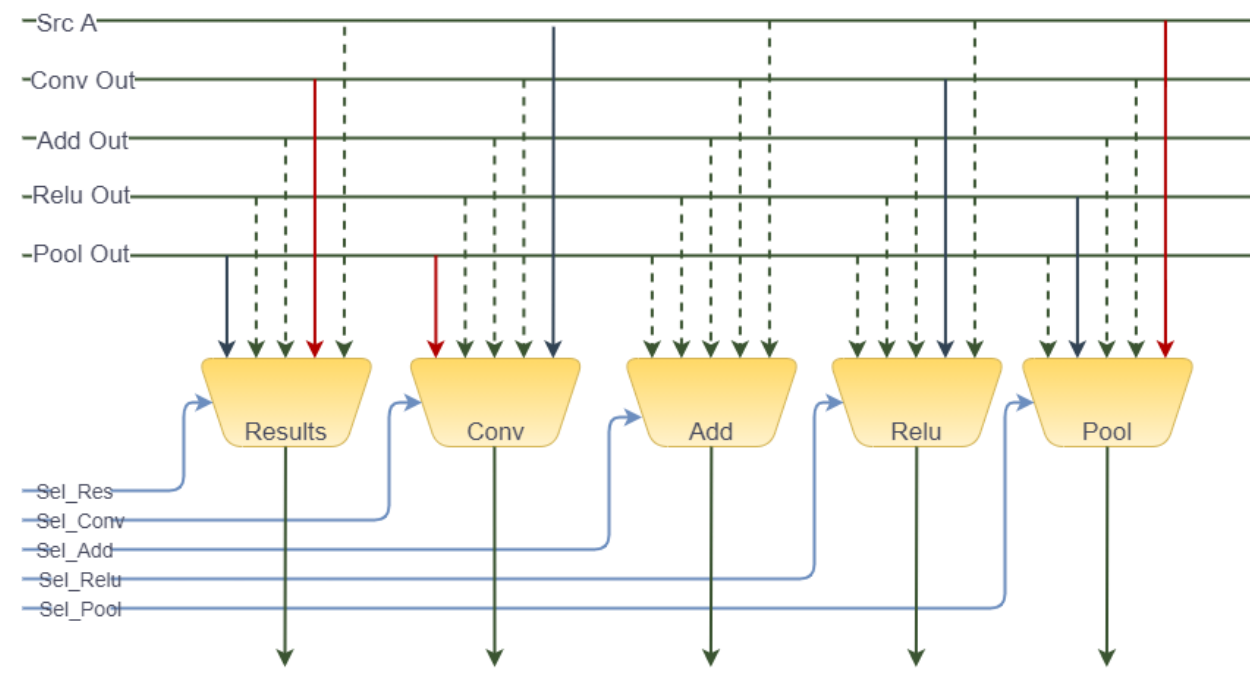 Src A
Conv Out
Add Out
Relu Out
Pool Out
Results Conv Add Relu Pool
Sel_Res
Sel_Conv
Sel_Add
Sel_Relu
Sel_Pool